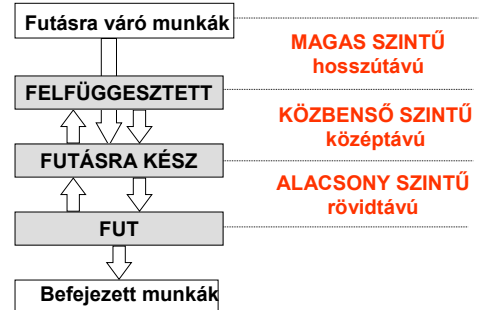 Futásra váró munkák
MAGAS SZINTŰ
hosszútávú
FELFÜGGESZTETT
KÖZBENSŐ SZINTŰ
középtávú
FUTÁSRA KÉSZ
ALACSONY SZINTŰ
rövidtávú
FUT
Befejezett munkák